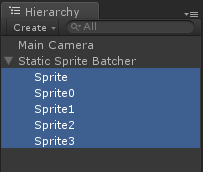 Hierarchy
Create All
Main Camera
Static Sprite Batcher
Sprite
Sprite0
Sprite1
Sprite2
Sprite3